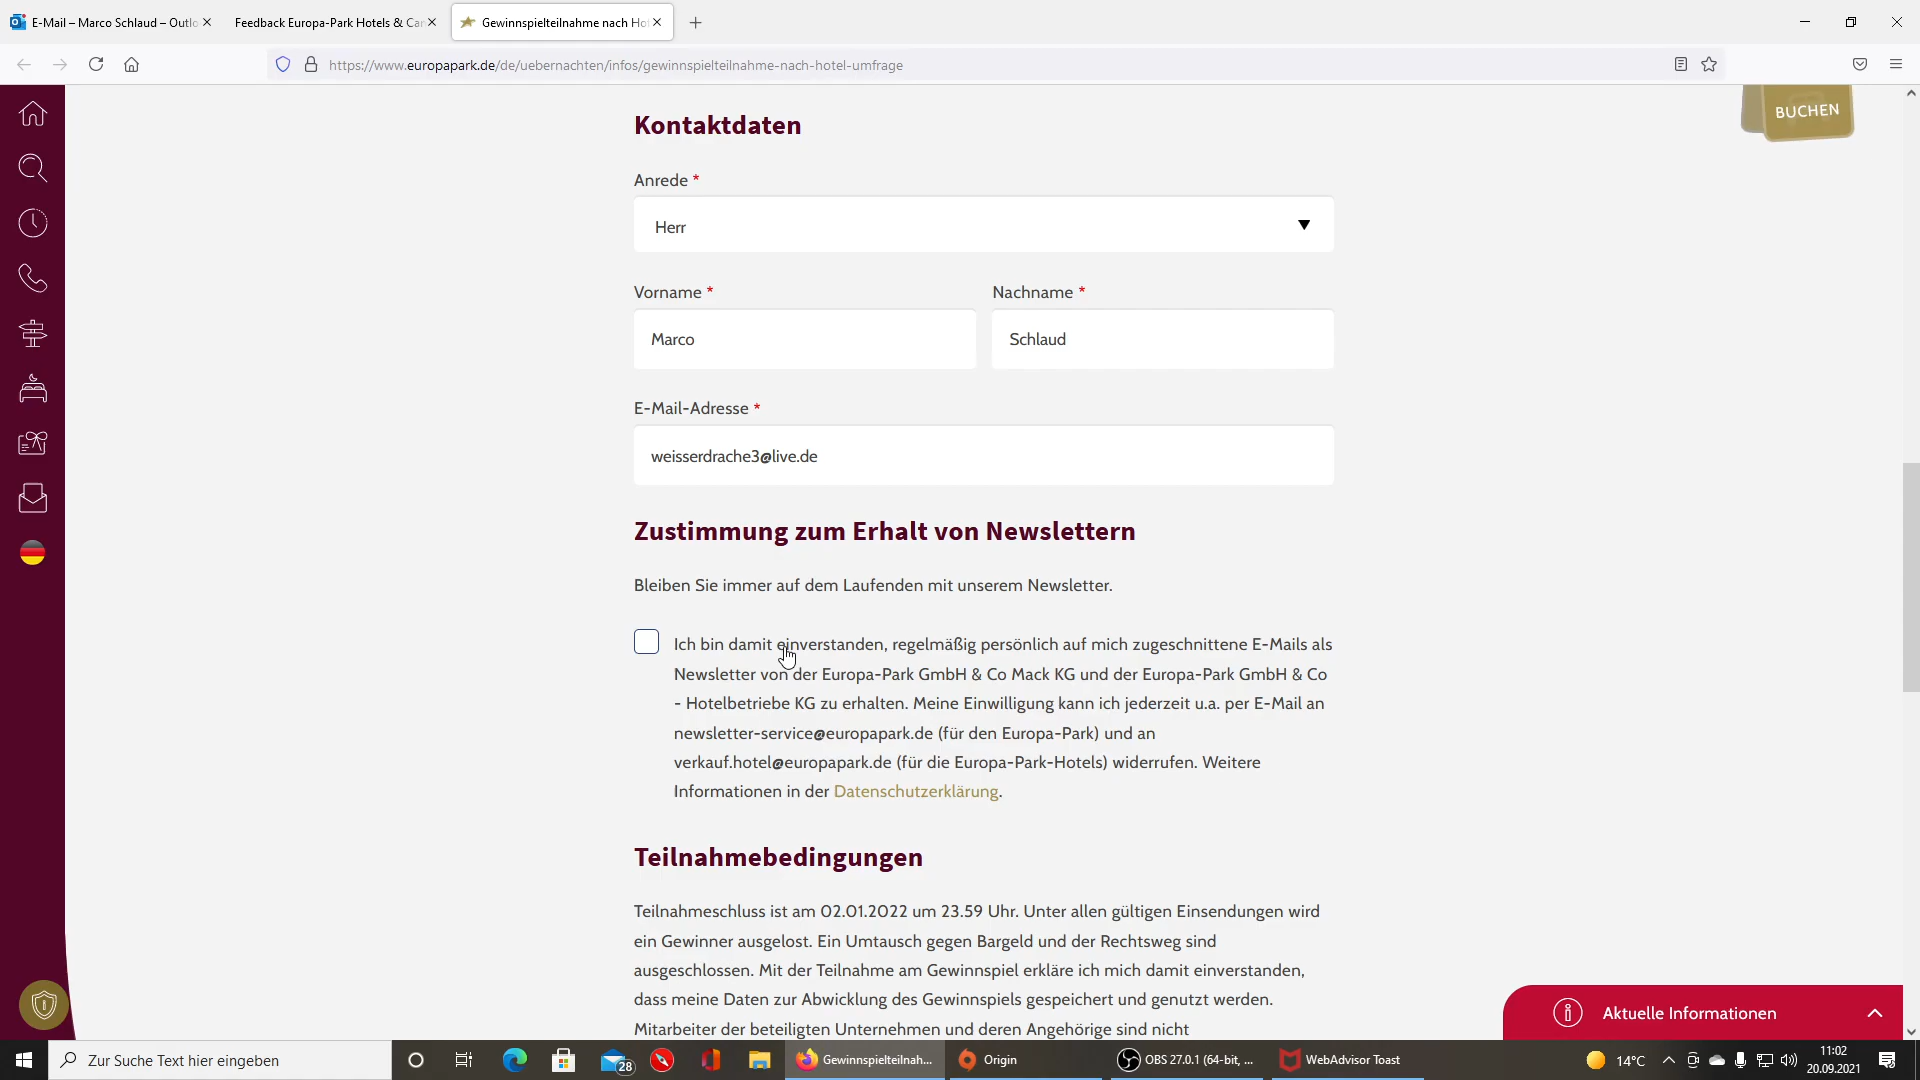 E-Mail – Marco Schlaud – Outlo
Feedback Europa-Park Hotels & Ca
Gewinnspielteilnahme nach Ho
https://www.europapark.de/de/uebernachten/infos/gewinnspielteilnahme-nach-hotel-umfrage
BUCHEN
Kontaktdaten
Anrede *
Herr
Vorname *
Nachname *
Marco
Schlaud
E-Mail-Adresse *
weisserdrache3@live.de
Zustimmung zum Erhalt von Newslettern
Bleiben Sie immer auf dem Laufenden mit unserem Newsletter.
Ich bin damit einverstanden, regelmäßig persönlich auf mich zugeschnittene E-Mails als
Newsletter von der Europa-Park GmbH & Co Mack KG und der Europa-Park GmbH & Co
- Hotelbetriebe KG zu erhalten. Meine Einwilligung kann ich jederzeit u.a. per E-Mail an
newsletter-service@europapark.de (für den Europa-Park) und an
verkauf.hotel@europapark.de (für die Europa-Park-Hotels) widerrufen. Weitere
Informationen in der Datenschutzerklärung.
Teilnahmebedingungen
Teilnahmeschluss ist am 02.01.2022 um 23.59 Uhr. Unter allen gültigen Einsendungen wird
ein Gewinner ausgelost. Ein Umtausch gegen Bargeld und der Rechtsweg sind
ausgeschlossen. Mit der Teilnahme am Gewinnspiel erkläre ich mich damit einverstanden,
dass meine Daten zur Abwicklung des Gewinnspiels gespeichert und genutzt werden.
Mitarbeiter der beteiligten Unternehmen und deren Angehörige sind nicht
Aktuelle Informationen
Zur Suche Text hier eingeben
28
Gewinnspielteilnah...
Origin
OBS 27.0.1 (64-bit, ...
WebAdvisor Toast
14°C
11:02
20.09.2021